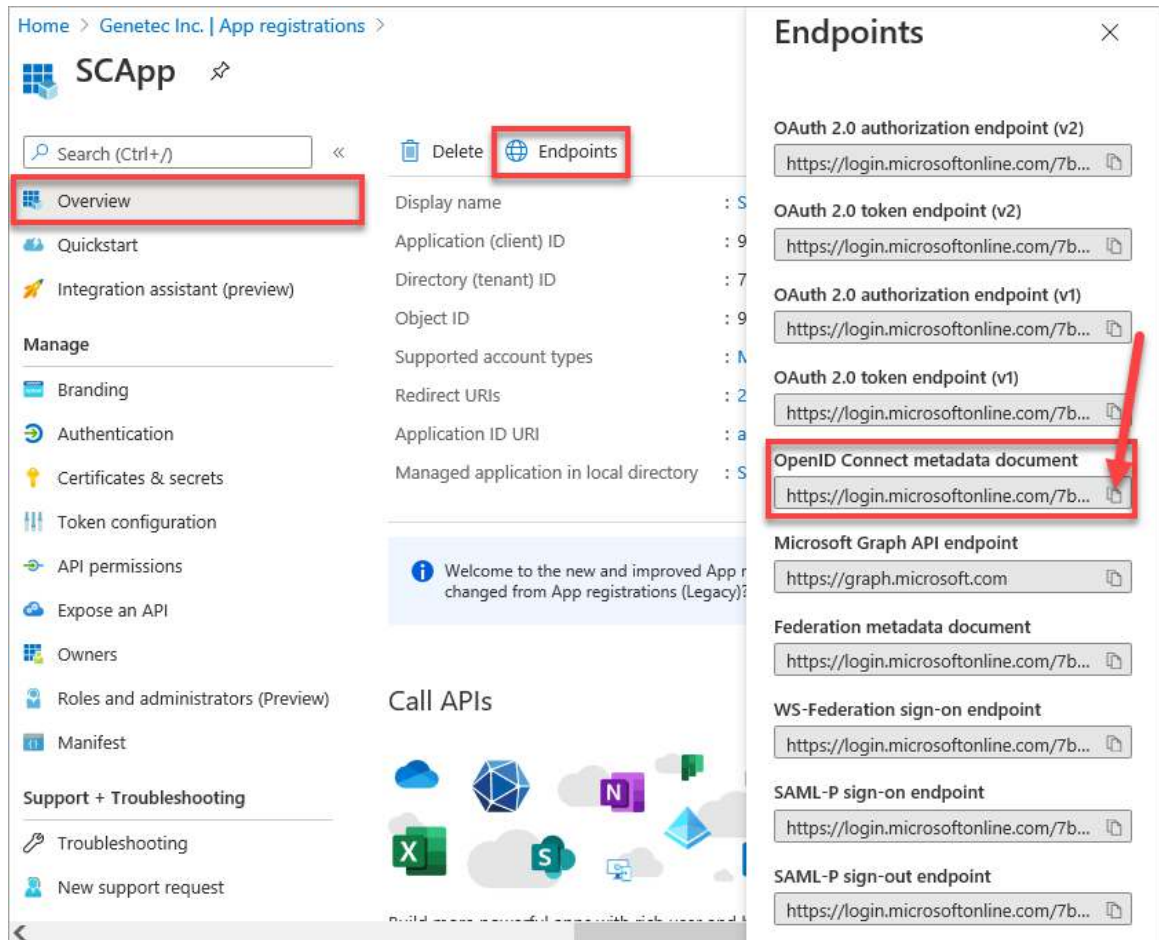 Home > Genetec Inc. | App registrations >
SCApp
Search (Ctrl+/)
«
Overview
Quickstart
Integration assistant (preview)
Manage
Branding
Authentication
Certificates & secrets
Token configuration
API permissions
Expose an API
Owners
Roles and administrators (Preview)
Manifest
Support + Troubleshooting
Troubleshooting
New support request
Delete
Endpoints
Display name : S
Application (client) ID : 9
Directory (tenant) ID : 7
Object ID : 9
Supported account types : M
Redirect URIs : 2
Application ID URI : a
Managed application in local directory : S
Welcome to the new and improved App r
changed from App registrations (Legacy)?
Call APIs
N
X
S
Endpoints
OAuth 2.0 authorization endpoint (v2)
https://login.microsoftonline.com/7b...
OAuth 2.0 token endpoint (v2)
https://login.microsoftonline.com/7b...
OAuth 2.0 authorization endpoint (v1)
https://login.microsoftonline.com/7b...
OAuth 2.0 token endpoint (v1)
https://login.microsoftonline.com/7b...
OpenID Connect metadata document
https://login.microsoftonline.com/7b...
Microsoft Graph API endpoint
https://graph.microsoft.com
Federation metadata document
https://login.microsoftonline.com/7b...
WS-Federation sign-on endpoint
https://login.microsoftonline.com/7b...
SAML-P sign-on endpoint
https://login.microsoftonline.com/7b...
SAML-P sign-out endpoint
https://login.microsoftonline.com/7b...